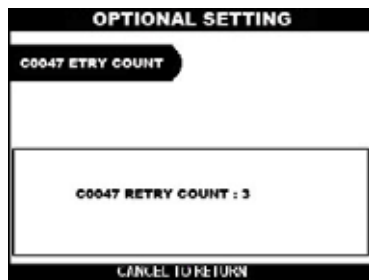 OPTIONAL SETTING
C0047 ETRY COUNT
C0047 RETRY COUNT : 3
CANCEL TO RETURN